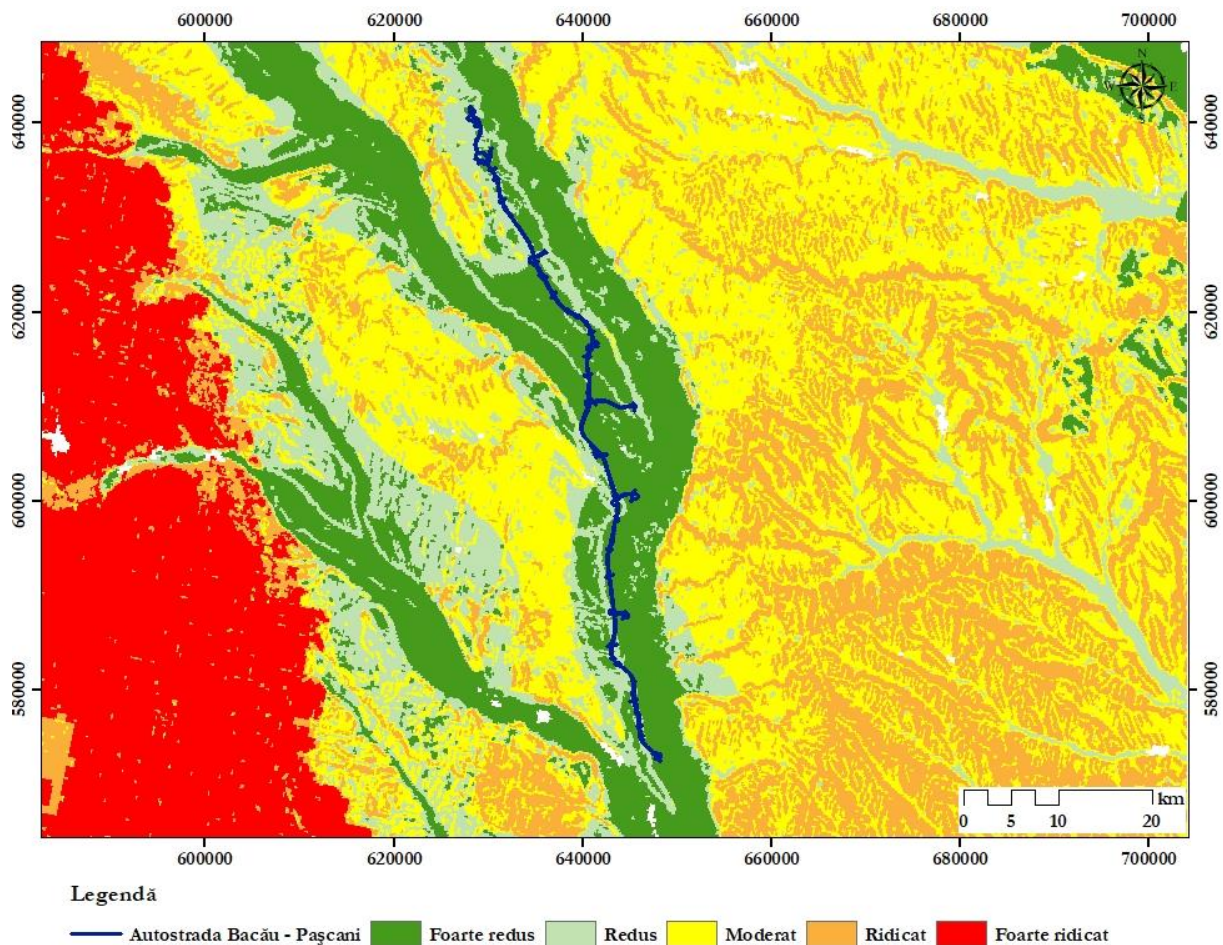 600000 620000 640000 660000 680000 700000
N
W E
S
640000 640000
620000 620000
600000 600000
580000 580000
km
0 5 10 20
600000 620000 640000 660000 680000 700000
Legendă
Autostrada Bacău - Paşcani Foarte redus Redus Moderat Ridicat Foarte ridicat